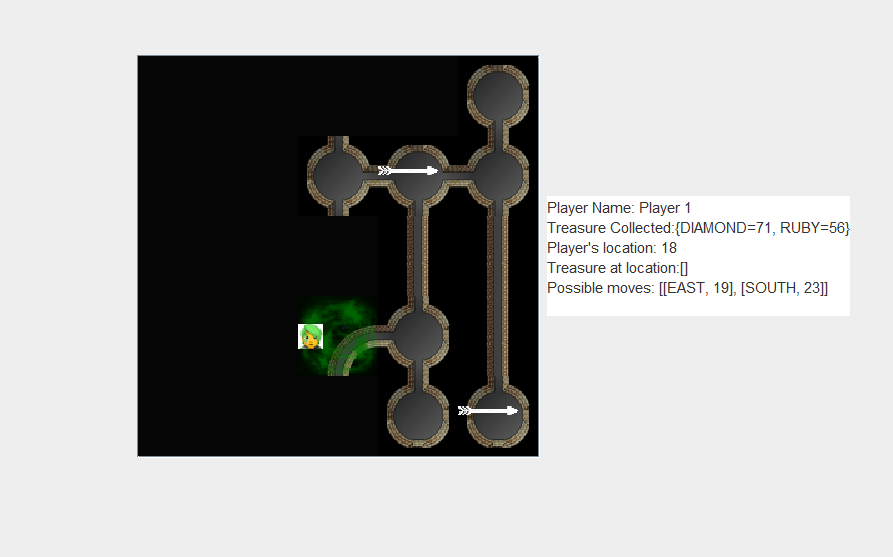 Player Name: Player 1
Treasure Collected:{DIAMOND=71, RUBY=56}
Player's location: 18
Treasure at location:[]
Possible moves: [[EAST, 19], [SOUTH, 23]]